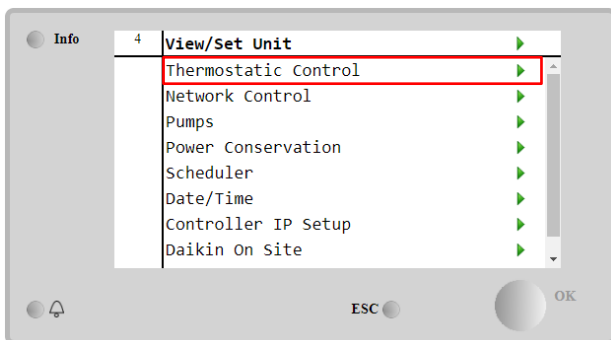 Info
4 View/Set Unit
Thermostatic Control
Network Control
Pumps
Power Conservation
Scheduler
Date/Time
Controller IP Setup
Daikin On Site
ESC
OK